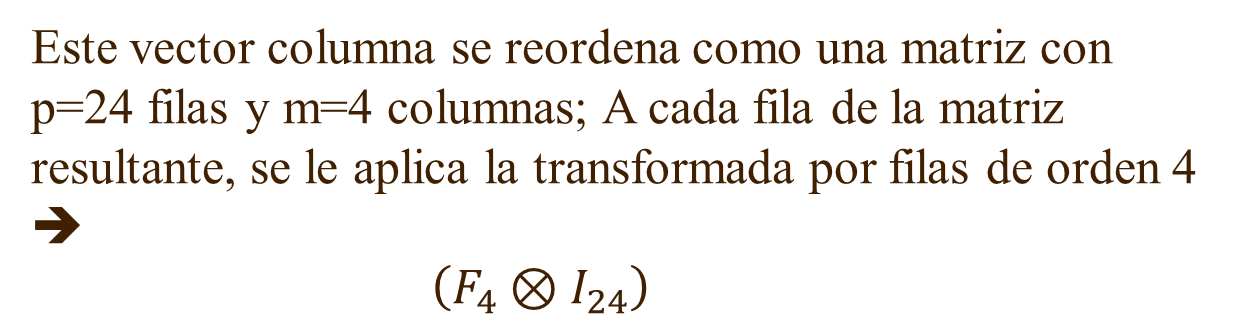 Este vector columna se reordena como una matriz con
p=24 filas y m=4 columnas; A cada fila de la matriz
resultante, se le aplica la transformada por filas de orden 4
➔
(F₄ ⊗ I₂₄)